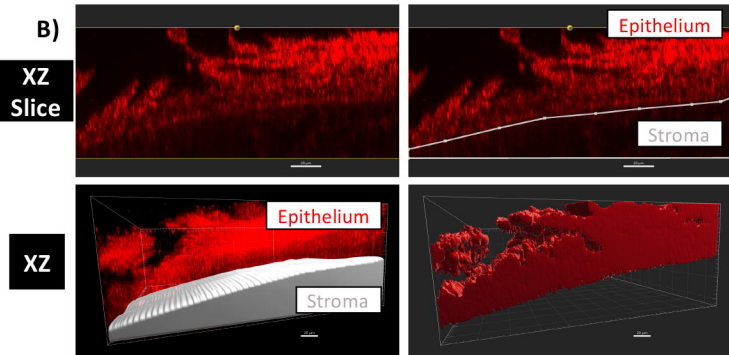 B)
XZ
Slice
Epithelium
Stroma
XZ
Epithelium
Stroma